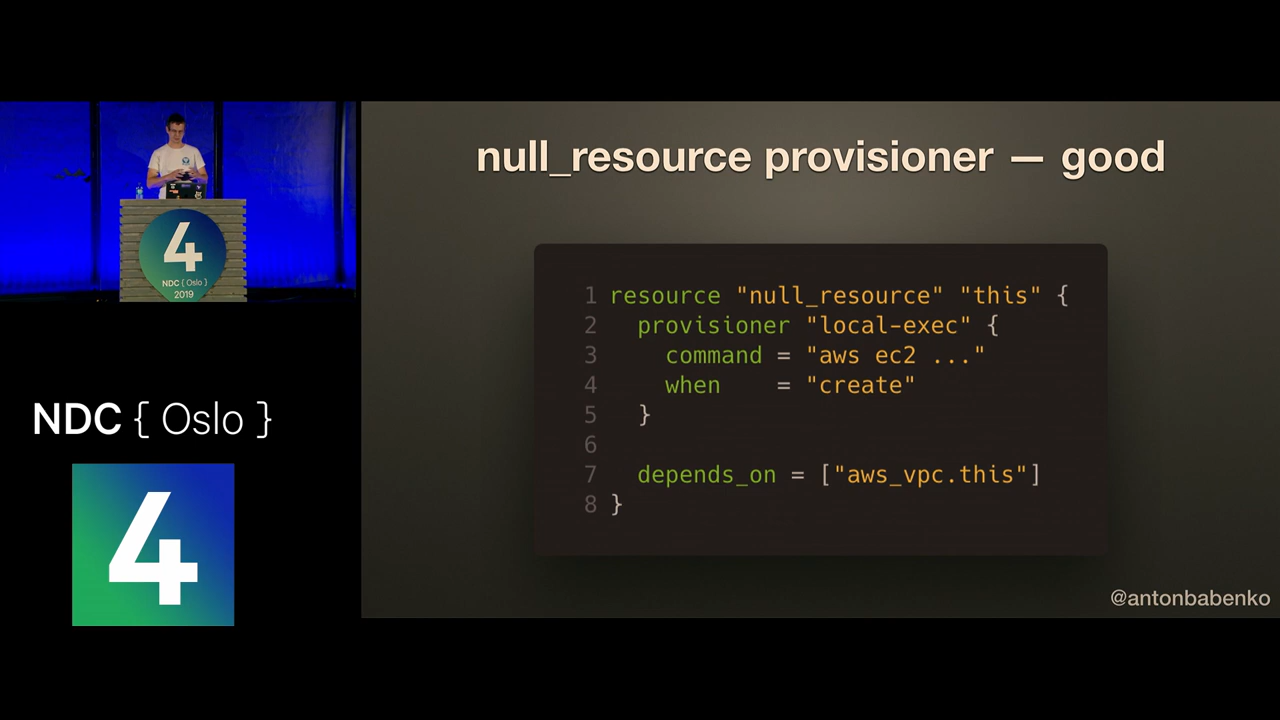 null_resource provisioner — good
1 resource "null_resource" "this" {
2   provisioner "local-exec" {
3     command = "aws ec2 ..."
4     when    = "create"
5   }
6
7   depends_on = ["aws_vpc.this"]
8 }
@antonbabenko
4
NDC { Oslo }
2019
NDC { Oslo }
4